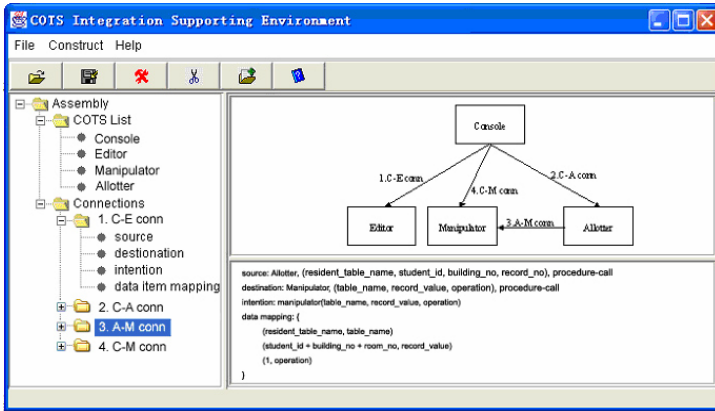 COTS Integration Supporting Environment
File Construct Help
Assembly
COTS List
Console
Editor
Manipulator
Allotter
Connections
1. C-E conn
source
destionation
intention
data item mapping
2. C-A conn
3. A-M conn
4. C-M conn
Console
1.C-E conn
4.C-M conn
2.C-A conn
Editor
Manipulator
3.A-M conn
Allotter
source: Allotter, (resident_table_name, student_id, building_no, record_no), procedure-call
destination: Manipulator, (table_name, record_value, operation), procedure-call
intention: manipulator(table_name, record_value, operation)
data mapping: {
(resident_table_name, table_name)
(student_id + building_no + room_no, record_value)
(1, operation)
}